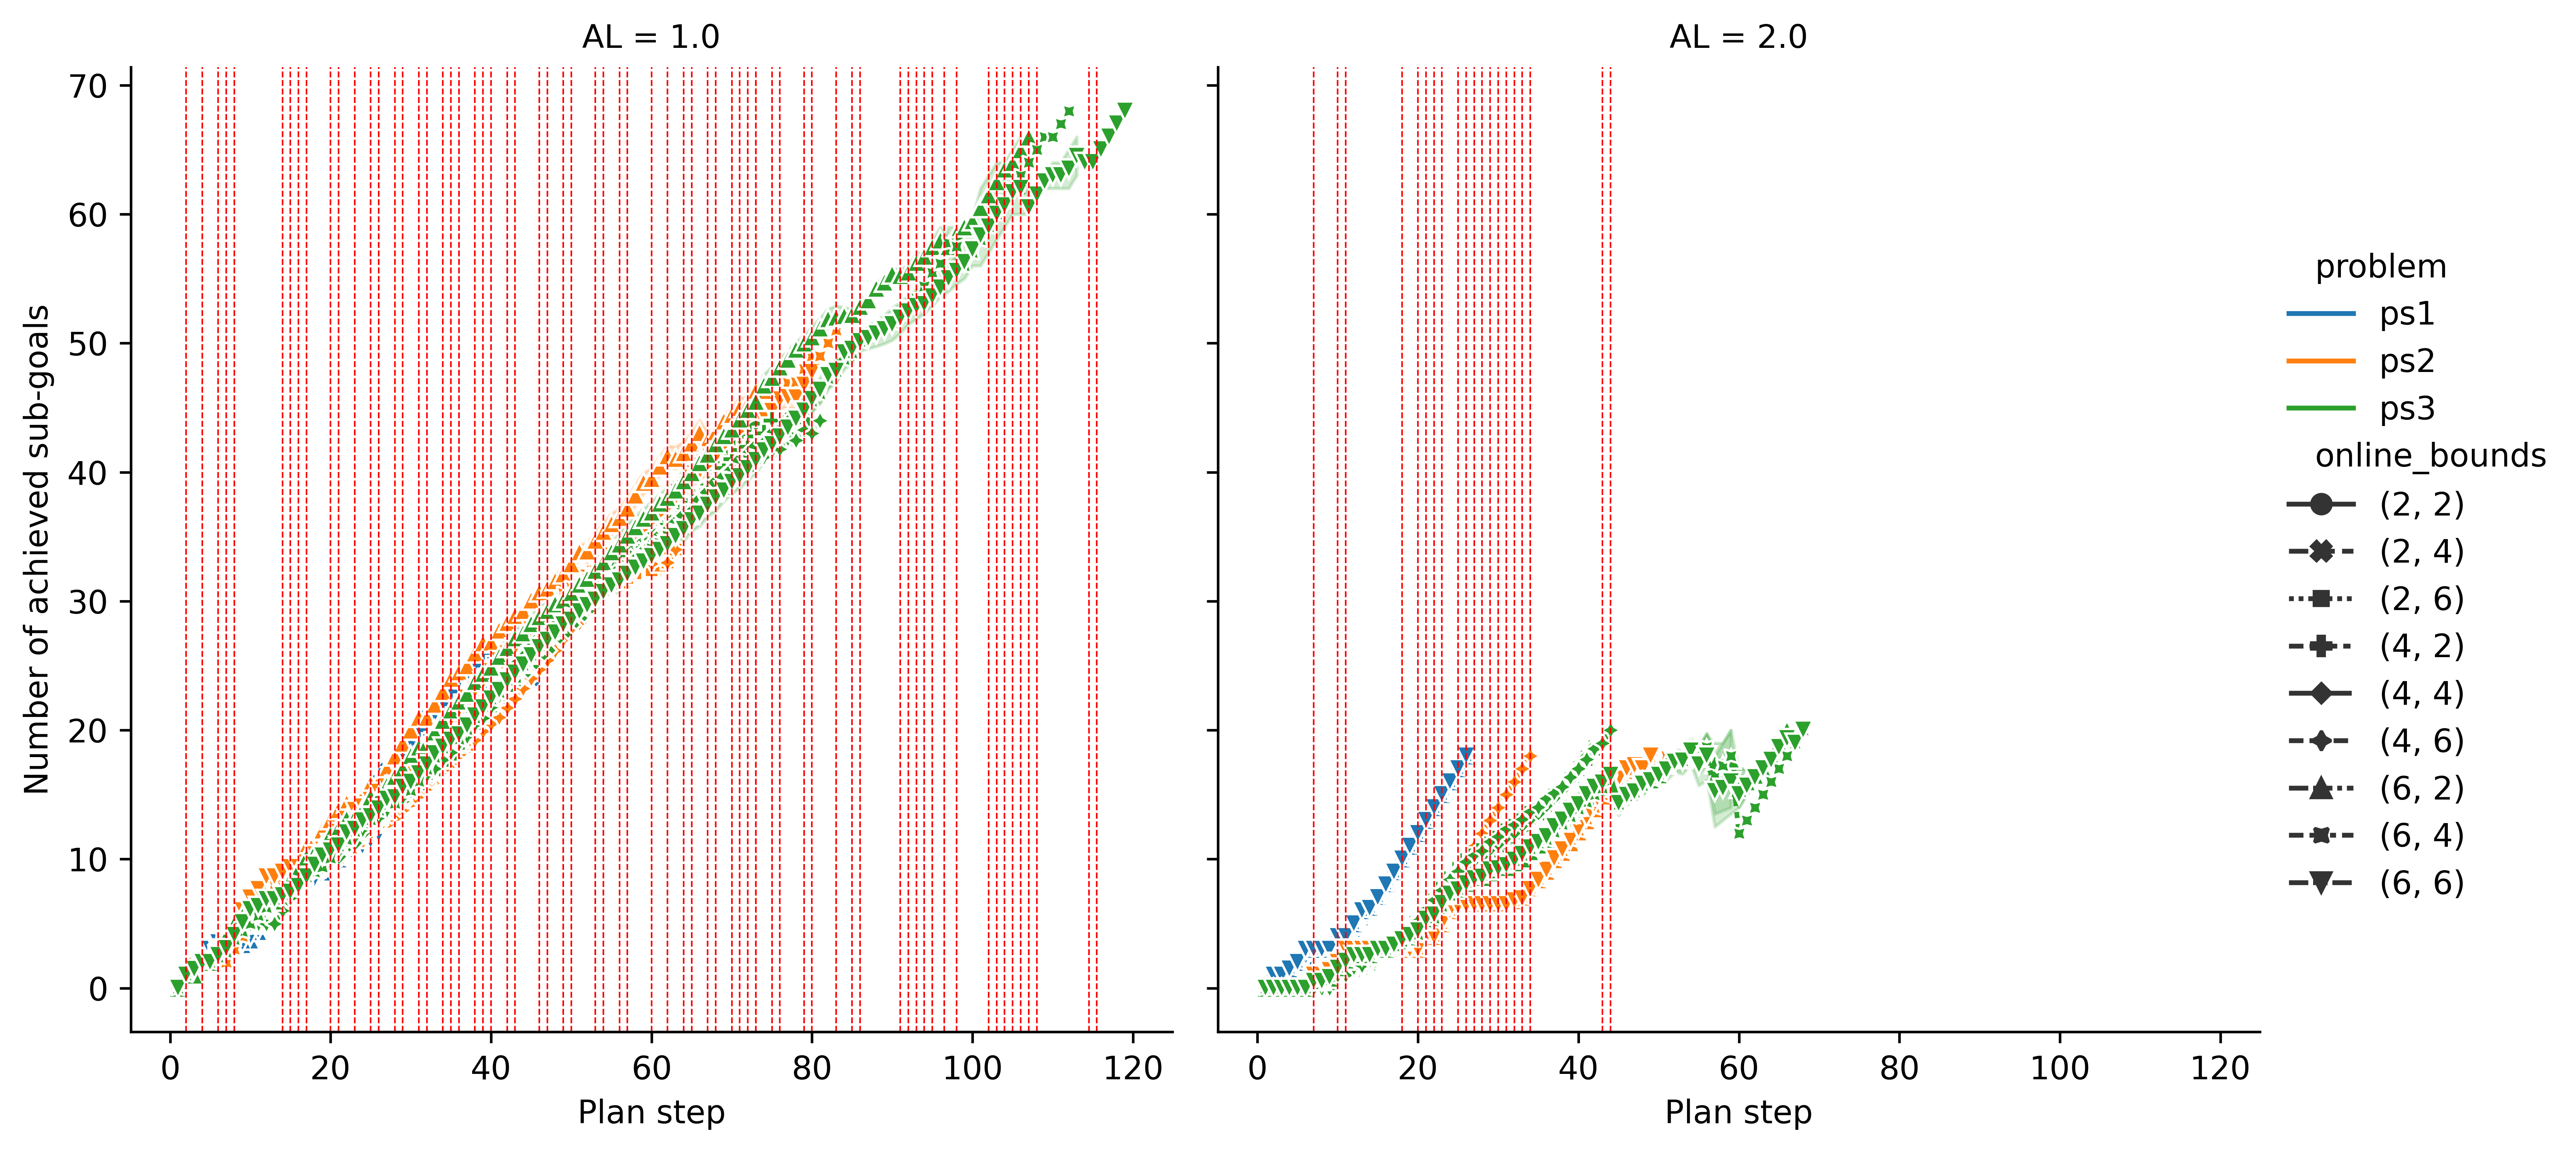 AL = 1.0
AL = 2.0
Number of achieved sub-goals
70
60
50
40
30
20
10
0
0 20 40 60 80 100 120
0 20 40 60 80 100 120
Plan step
Plan step
problem
ps1
ps2
ps3
online_bounds
(2, 2)
(2, 4)
(2, 6)
(4, 2)
(4, 4)
(4, 6)
(6, 2)
(6, 4)
(6, 6)